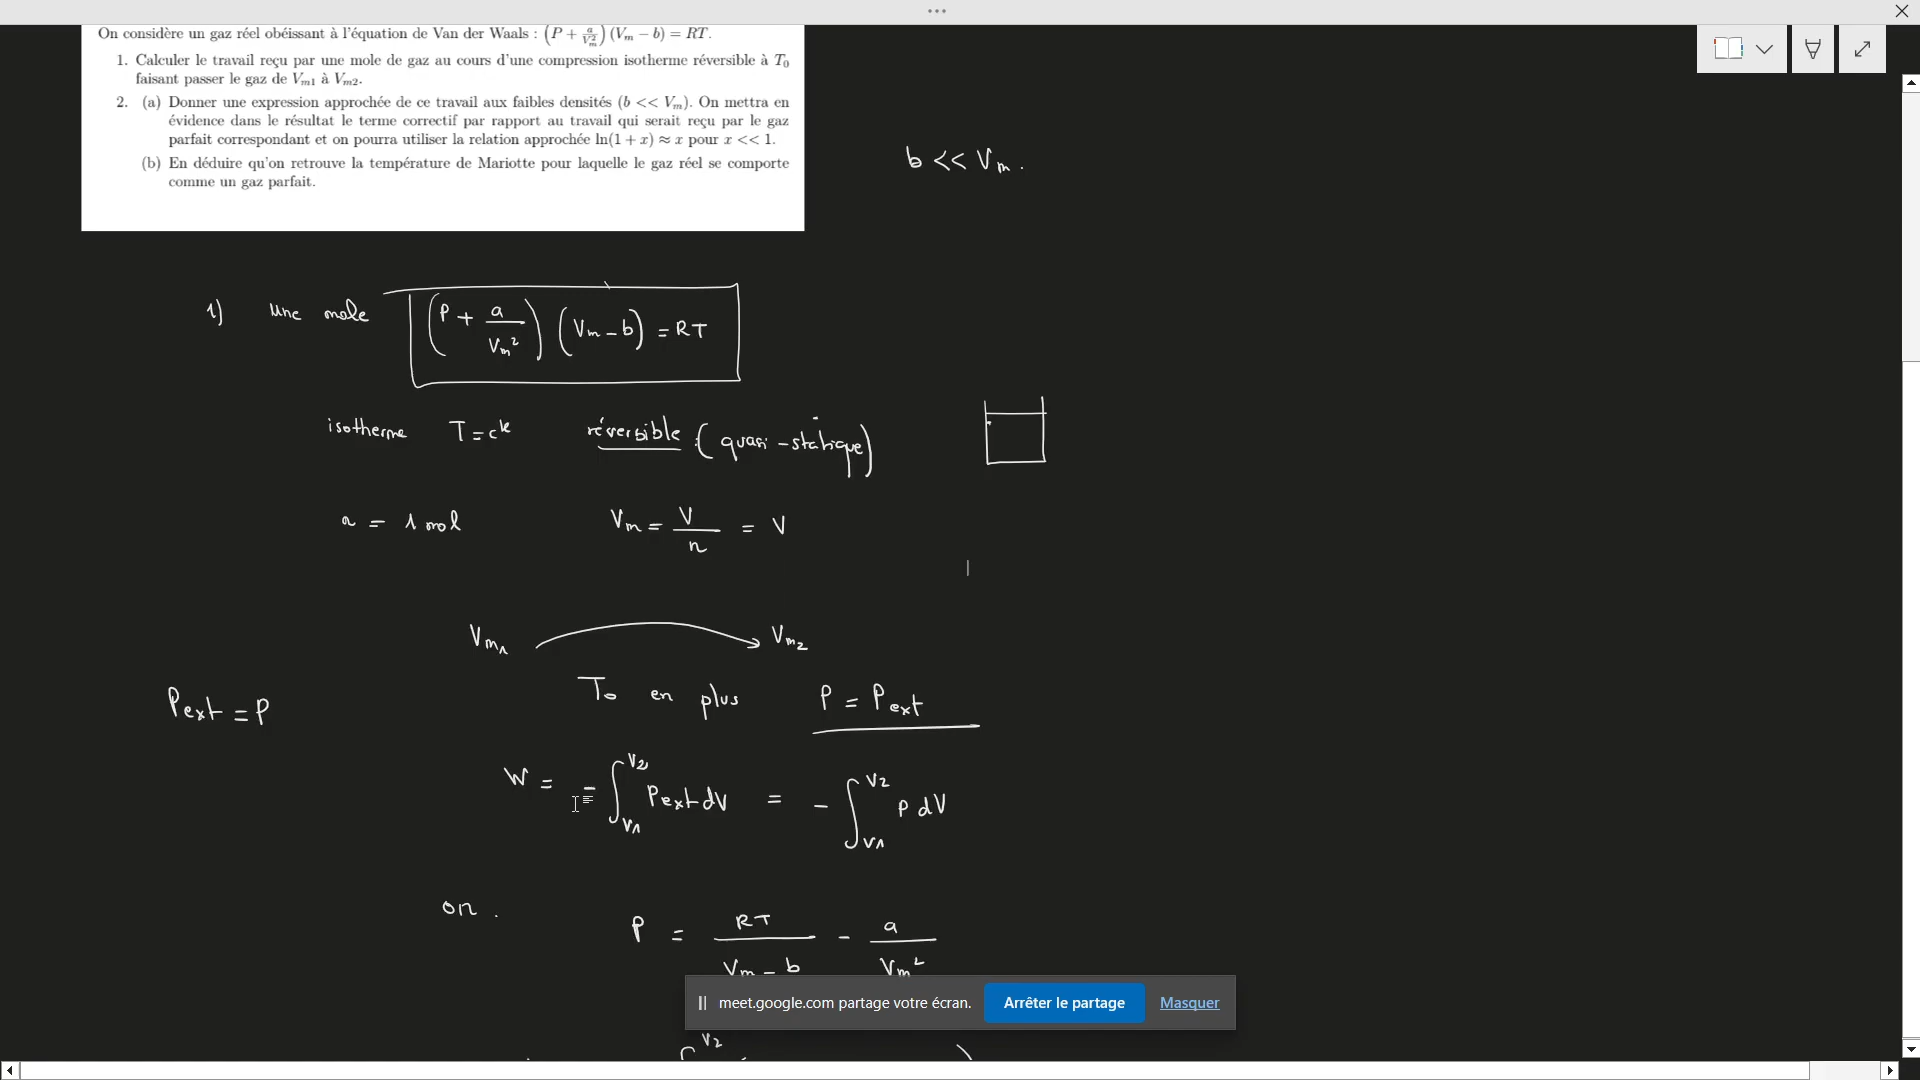 On considère un gaz réel obéissant à l'équation de Van der Waals : (P + a/V_m²) (V_m − b) = RT.
1. Calculer le travail reçu par une mole de gaz au cours d'une compression isotherme réversible à T₀
faisant passer le gaz de V_m1 à V_m2.
2. (a) Donner une expression approchée de ce travail aux faibles densités (b << V_m). On mettra en
évidence dans le résultat le terme correctif par rapport au travail qui serait reçu par le gaz
parfait correspondant et on pourra utiliser la relation approchée ln(1 + x) ≈ x pour x << 1.
(b) En déduire qu'on retrouve la température de Mariotte pour laquelle le gaz réel se comporte
comme un gaz parfait.
b << V_m .
1) Une mole (P + a/V_m²) (V_m − b) = RT
isotherme T = c^te réversible (quasi-statique)
n = 1 mol V_m = V/n = V
V_m1 V_m2
T₀ en plus P = P_ext
P_ext = P
W = − ∫_V1^V2 P_ext dV = − ∫_V1^V2 P dV
on .
P = RT/(V_m − b) − a/V_m²
meet.google.com partage votre écran. Arrêter le partage Masquer
V2